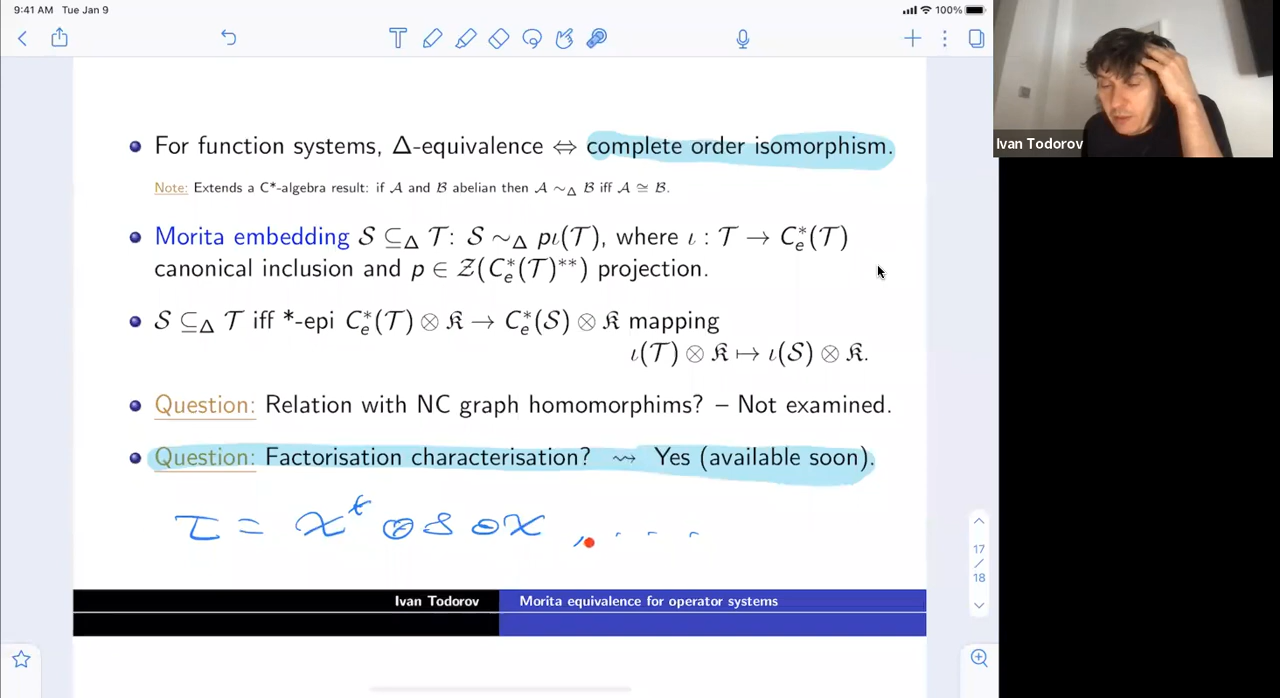 9:41 AM Tue Jan 9
100%
• For function systems, Δ-equivalence ⇔ complete order isomorphism.
Note: Extends a C*-algebra result: if 𝒜 and ℬ abelian then 𝒜 ∼Δ ℬ iff 𝒜 ≅ ℬ.
• Morita embedding 𝒮 ⊆Δ 𝒯: 𝒮 ∼Δ pι(𝒯), where ι : 𝒯 → C*ₑ(𝒯)
canonical inclusion and p ∈ 𝒵(C*ₑ(𝒯)**) projection.
• 𝒮 ⊆Δ 𝒯 iff *-epi C*ₑ(𝒯) ⊗ 𝔎 → C*ₑ(𝒮) ⊗ 𝔎 mapping
ι(𝒯) ⊗ 𝔎 ↦ ι(𝒮) ⊗ 𝔎.
• Question: Relation with NC graph homomorphims? – Not examined.
• Question: Factorisation characterisation? ⇝ Yes (available soon).
Ivan Todorov
Morita equivalence for operator systems
17
/
18
Ivan Todorov